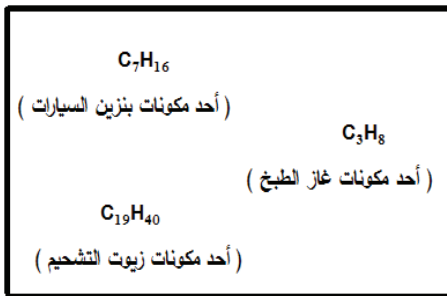 C₇H₁₆
( أحد مكونات بنزين السيارات )
C₃H₈
( أحد مكونات غاز الطبخ )
C₁₉H₄₀
( أحد مكونات زيوت التشحيم )